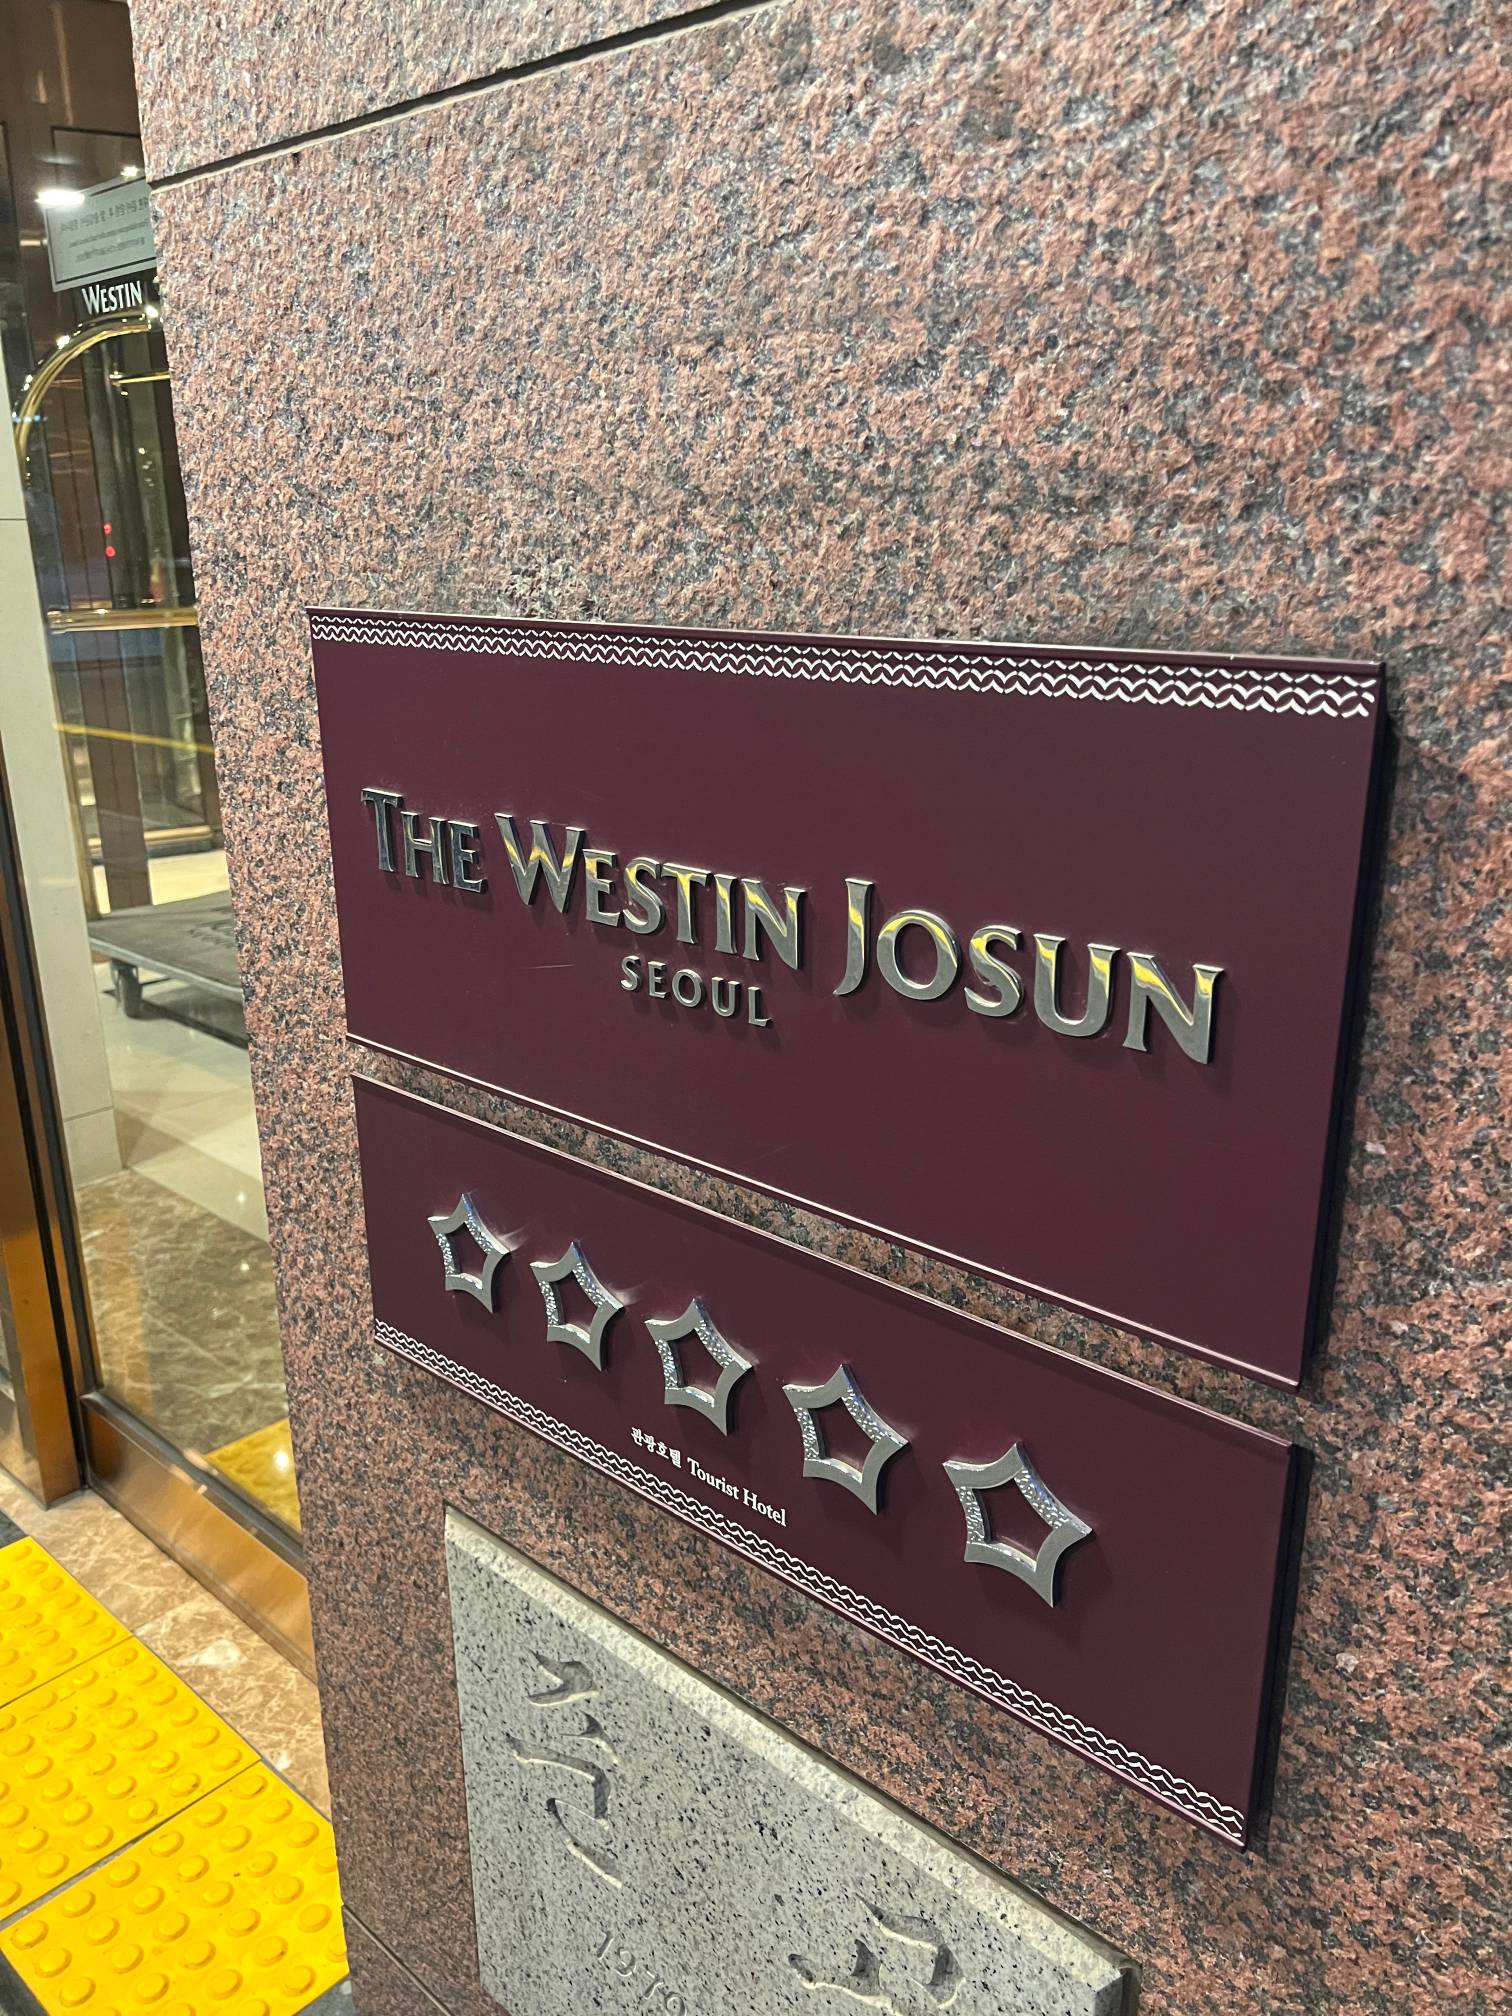 WESTIN
THE WESTIN JOSUN
SEOUL
관광호텔 Tourist Hotel